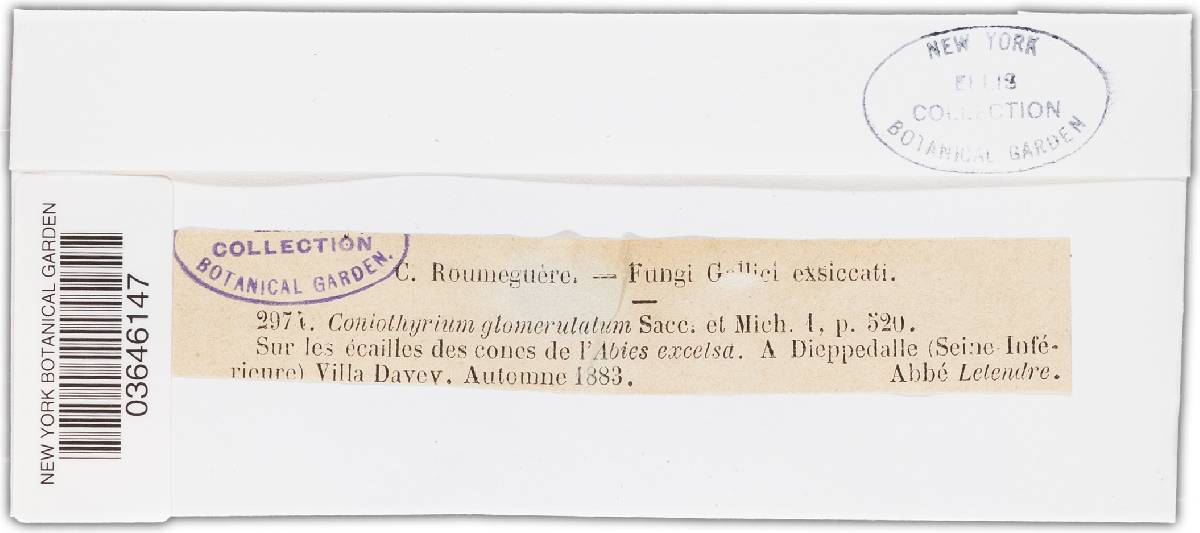 NEW YORK
ELLIS
COLLECTION
BOTANICAL GARDEN
COLLECTION
BOTANICAL GARDEN.
C. Roumeguère. — Fungi Gallici exsiccati.
2971. Coniothyrium glomerulatum Sacc. et Mich. 1, p. 520.
Sur les écailles des cones de l'Abies excelsa. A Dieppedalle (Seine-Infé-
rieure) Villa Davey. Automne 1883. Abbé Letendre.
NEW YORK BOTANICAL GARDEN
03646147